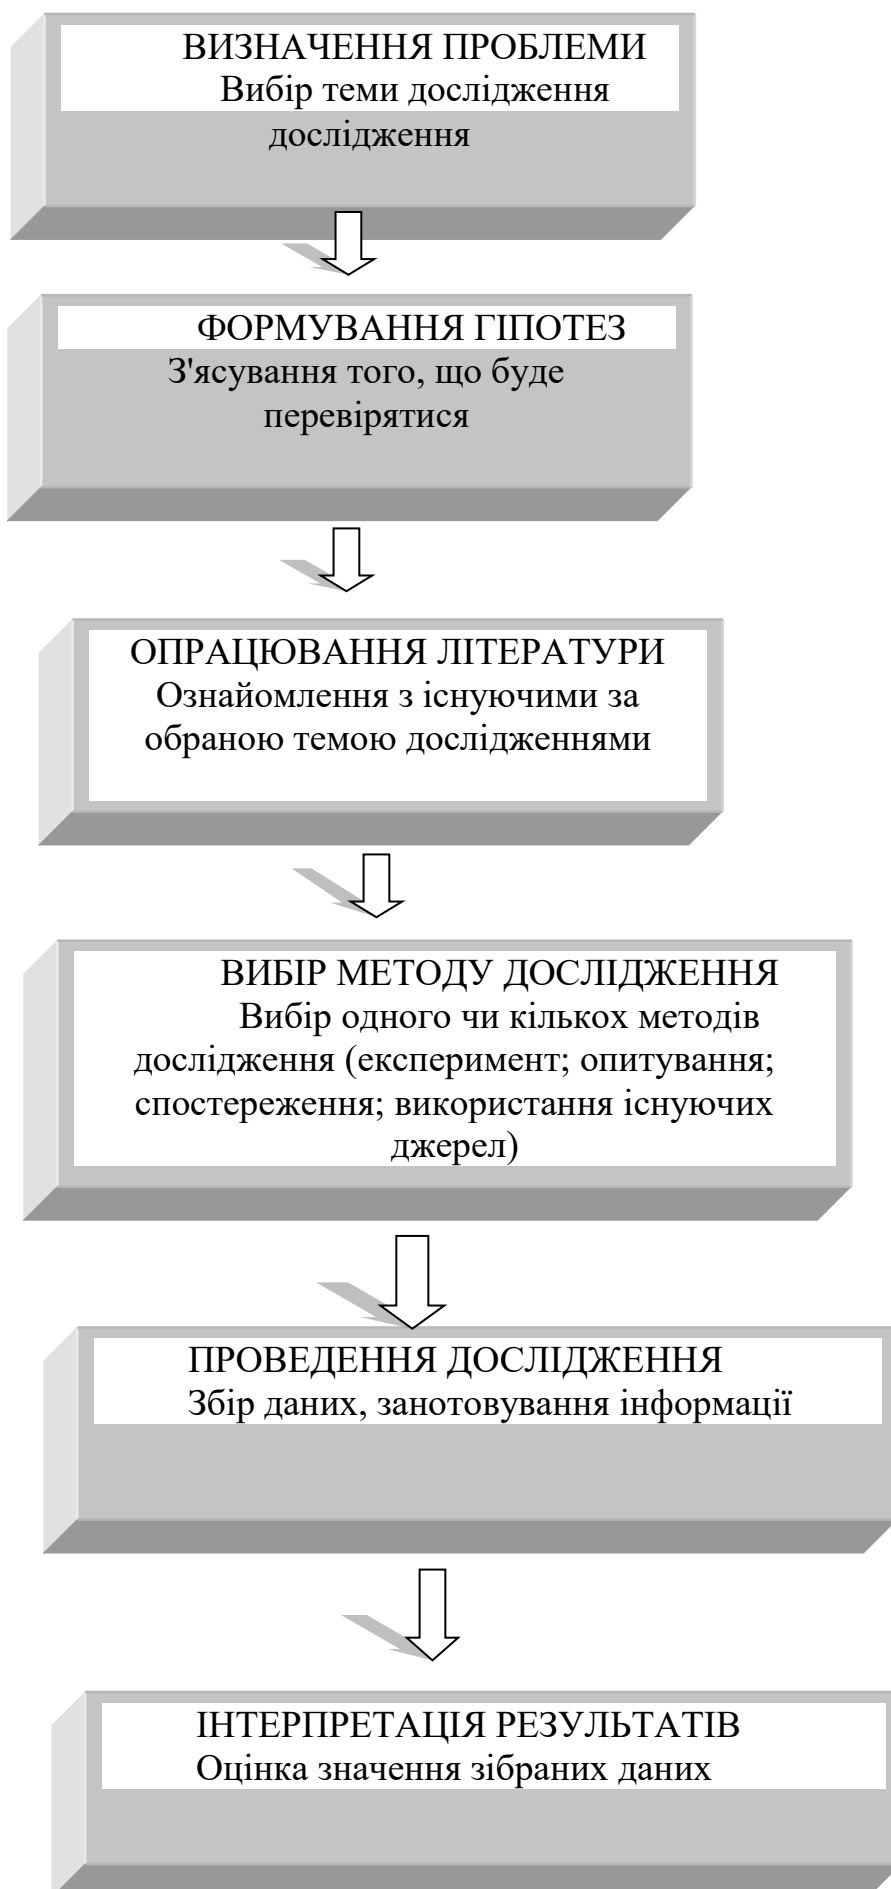 ВИЗНАЧЕННЯ ПРОБЛЕМИ
Вибір теми дослідження
дослідження
ФОРМУВАННЯ ГІПОТЕЗ
З'ясування того, що буде
перевірятися
ОПРАЦЮВАННЯ ЛІТЕРАТУРИ
Ознайомлення з існуючими за
обраною темою дослідженнями
ВИБІР МЕТОДУ ДОСЛІДЖЕННЯ
Вибір одного чи кількох методів
дослідження (експеримент; опитування;
спостереження; використання існуючих
джерел)
ПРОВЕДЕННЯ ДОСЛІДЖЕННЯ
Збір даних, занотовування інформації
ІНТЕРПРЕТАЦІЯ РЕЗУЛЬТАТІВ
Оцінка значення зібраних даних